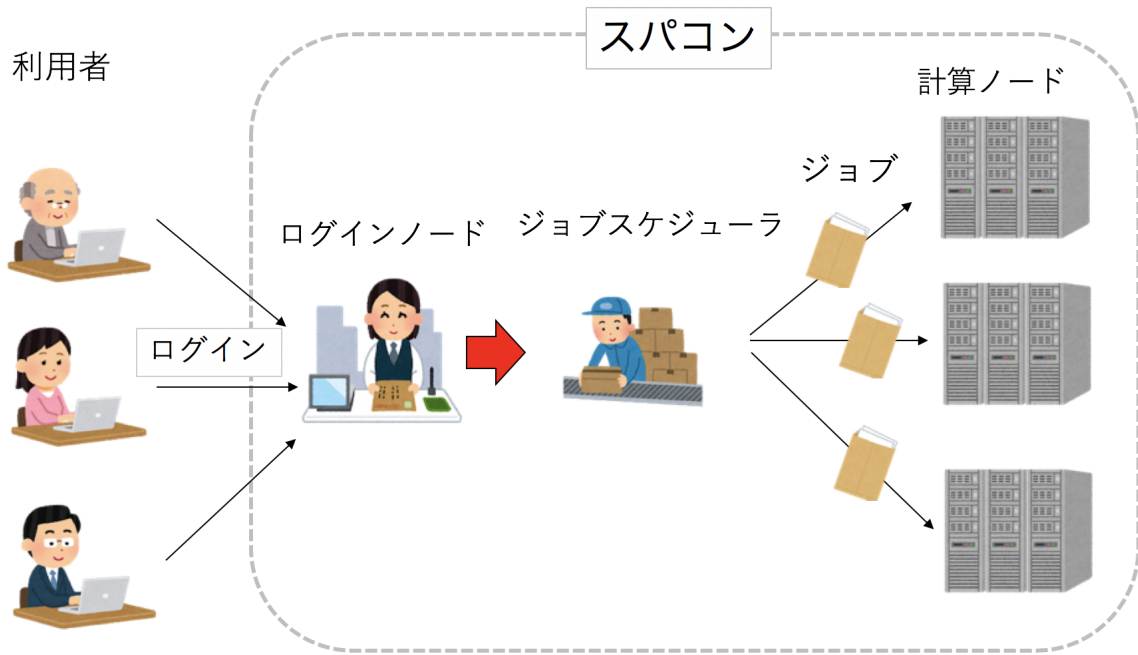 スパコン
利用者
計算ノード
ジョブ
ログインノード
ジョブスケジューラ
ログイン